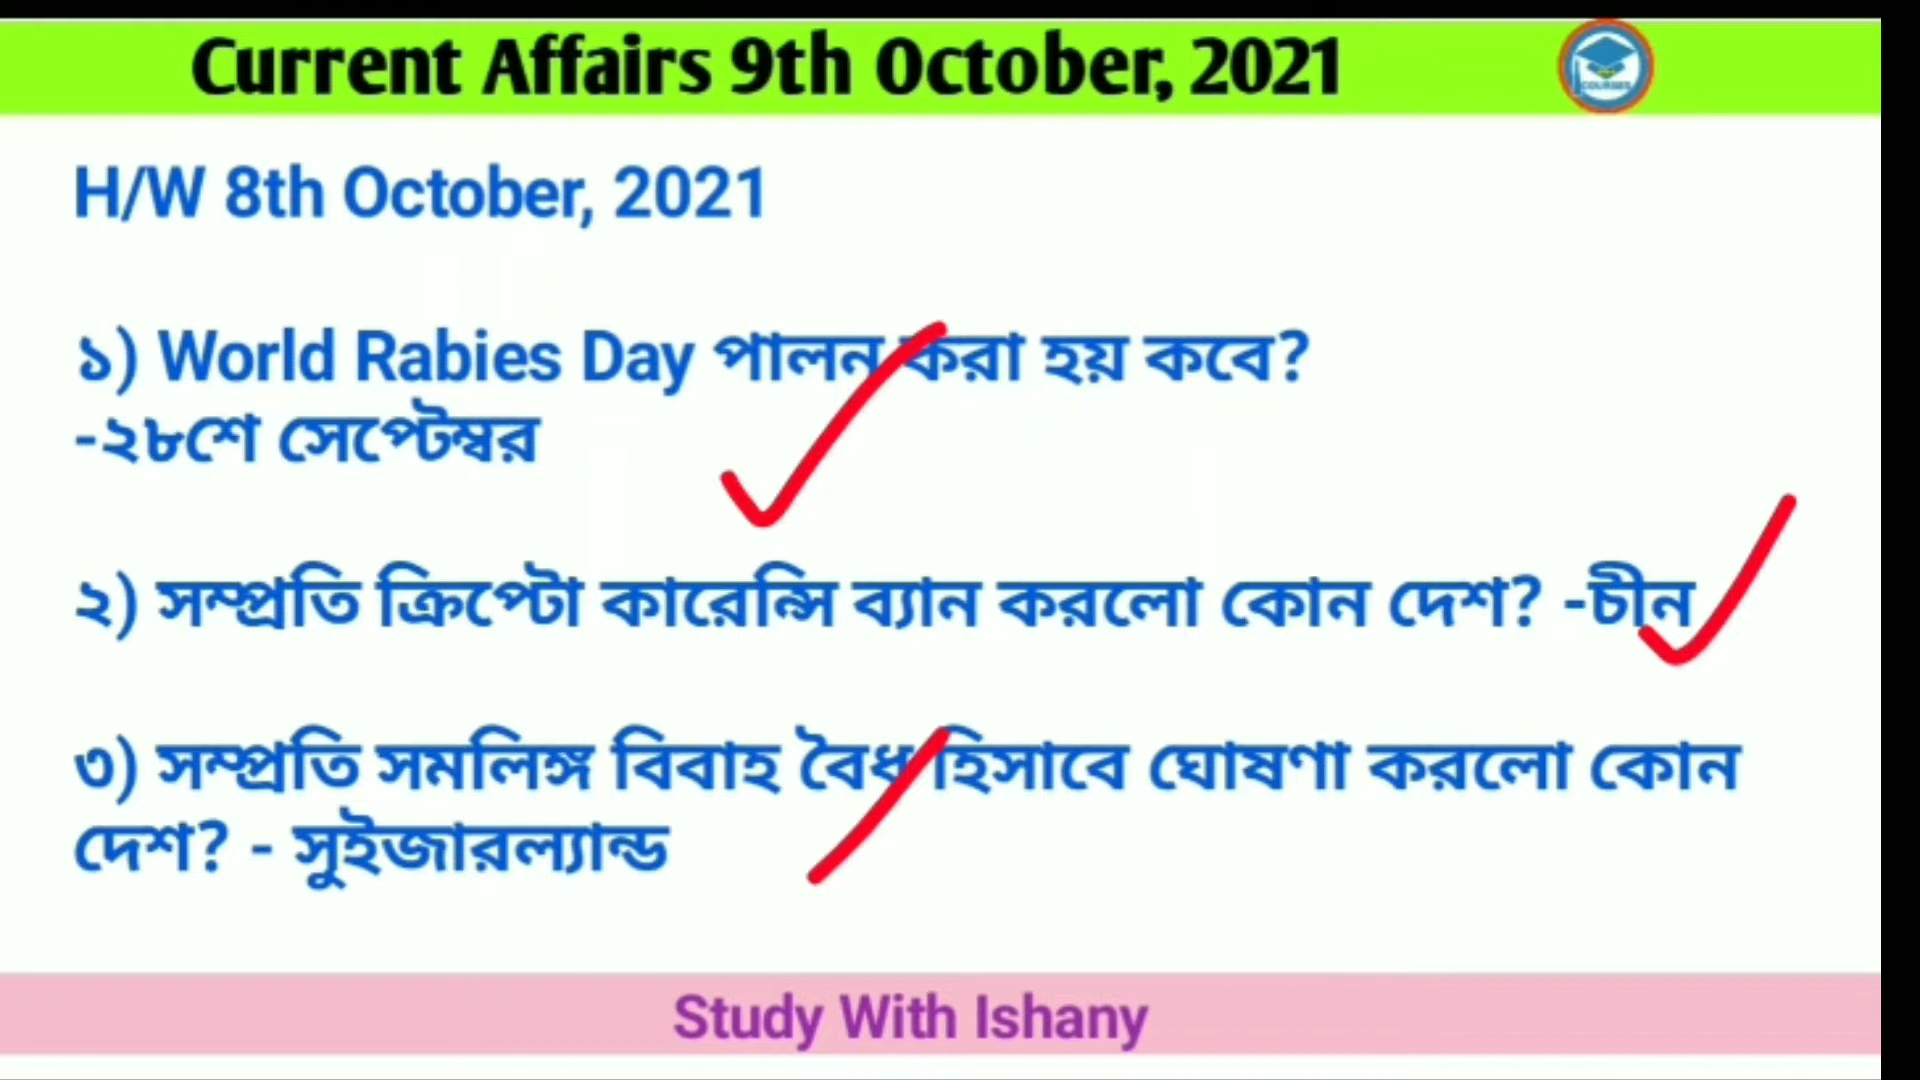 Current Affairs 9th October, 2021
COURSES
H/W 8th October, 2021
১) World Rabies Day পালন করা হয় কবে?
-২৮শে সেপ্টেম্বর
২) সম্প্রতি ক্রিপ্টো কারেন্সি ব্যান করলো কোন দেশ? -চীন
৩) সম্প্রতি সমলিঙ্গ বিবাহ বৈধ হিসাবে ঘোষণা করলো কোন
দেশ? - সুইজারল্যান্ড
Study With Ishany